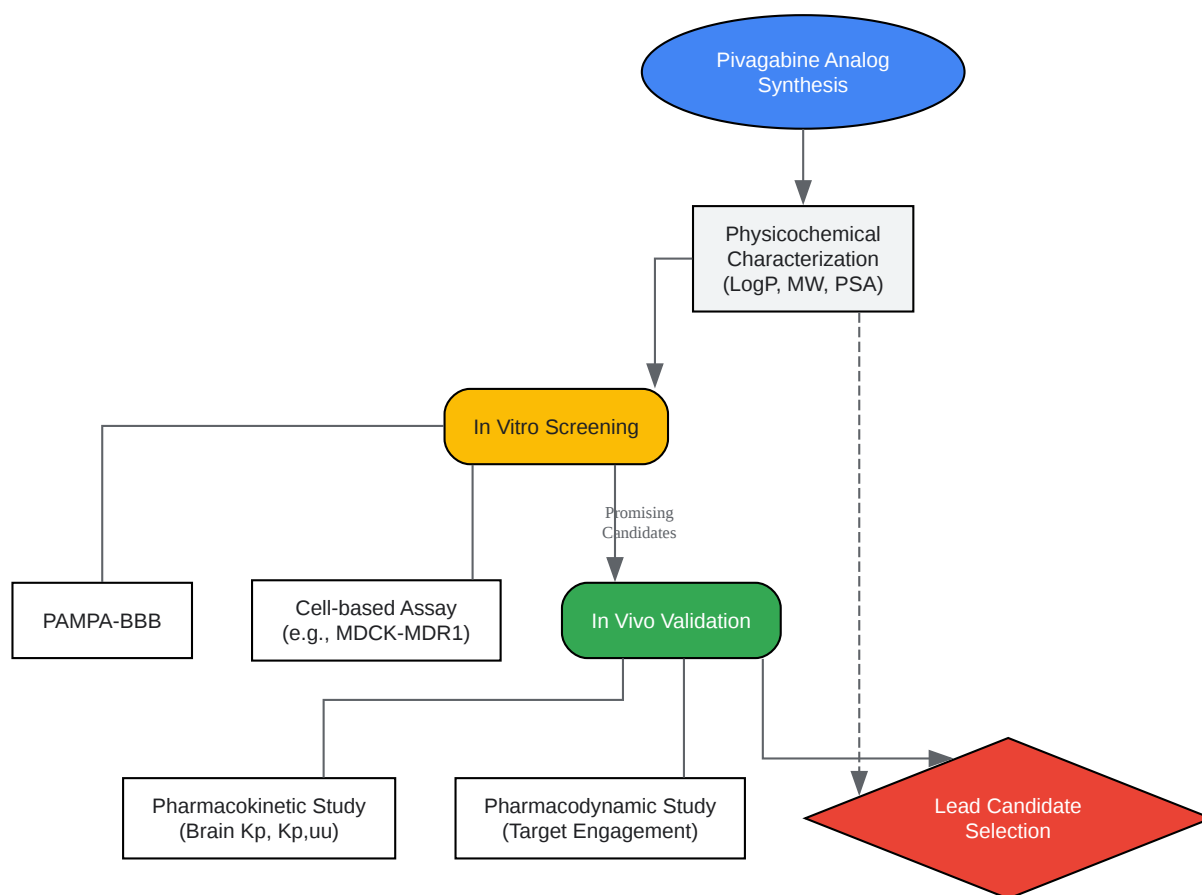 Pivagabine Analog
Synthesis
Physicochemical
Characterization
(LogP, MW, PSA)
In Vitro Screening
Promising
Candidates
PAMPA-BBB
Cell-based Assay
(e.g., MDCK-MDR1)
In Vivo Validation
Pharmacokinetic Study
(Brain Kp, Kp,uu)
Pharmacodynamic Study
(Target Engagement)
Lead Candidate
Selection